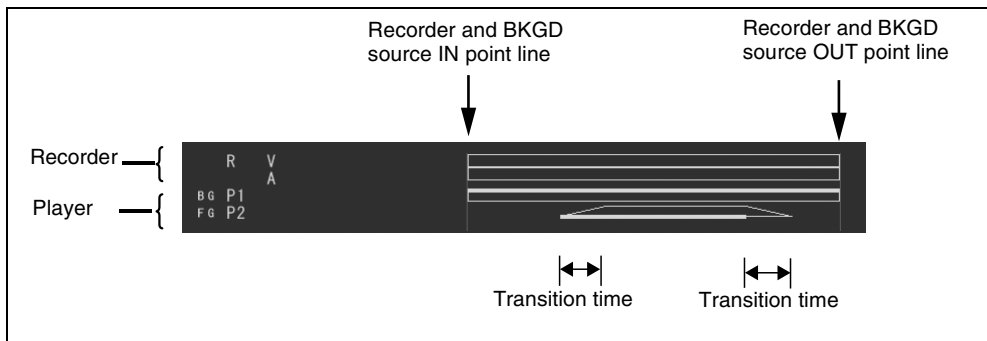 Recorder and BKGD
source IN point line
Recorder and BKGD
source OUT point line
Recorder
R V
A
Player
BG P1
FG P2
Transition time
Transition time